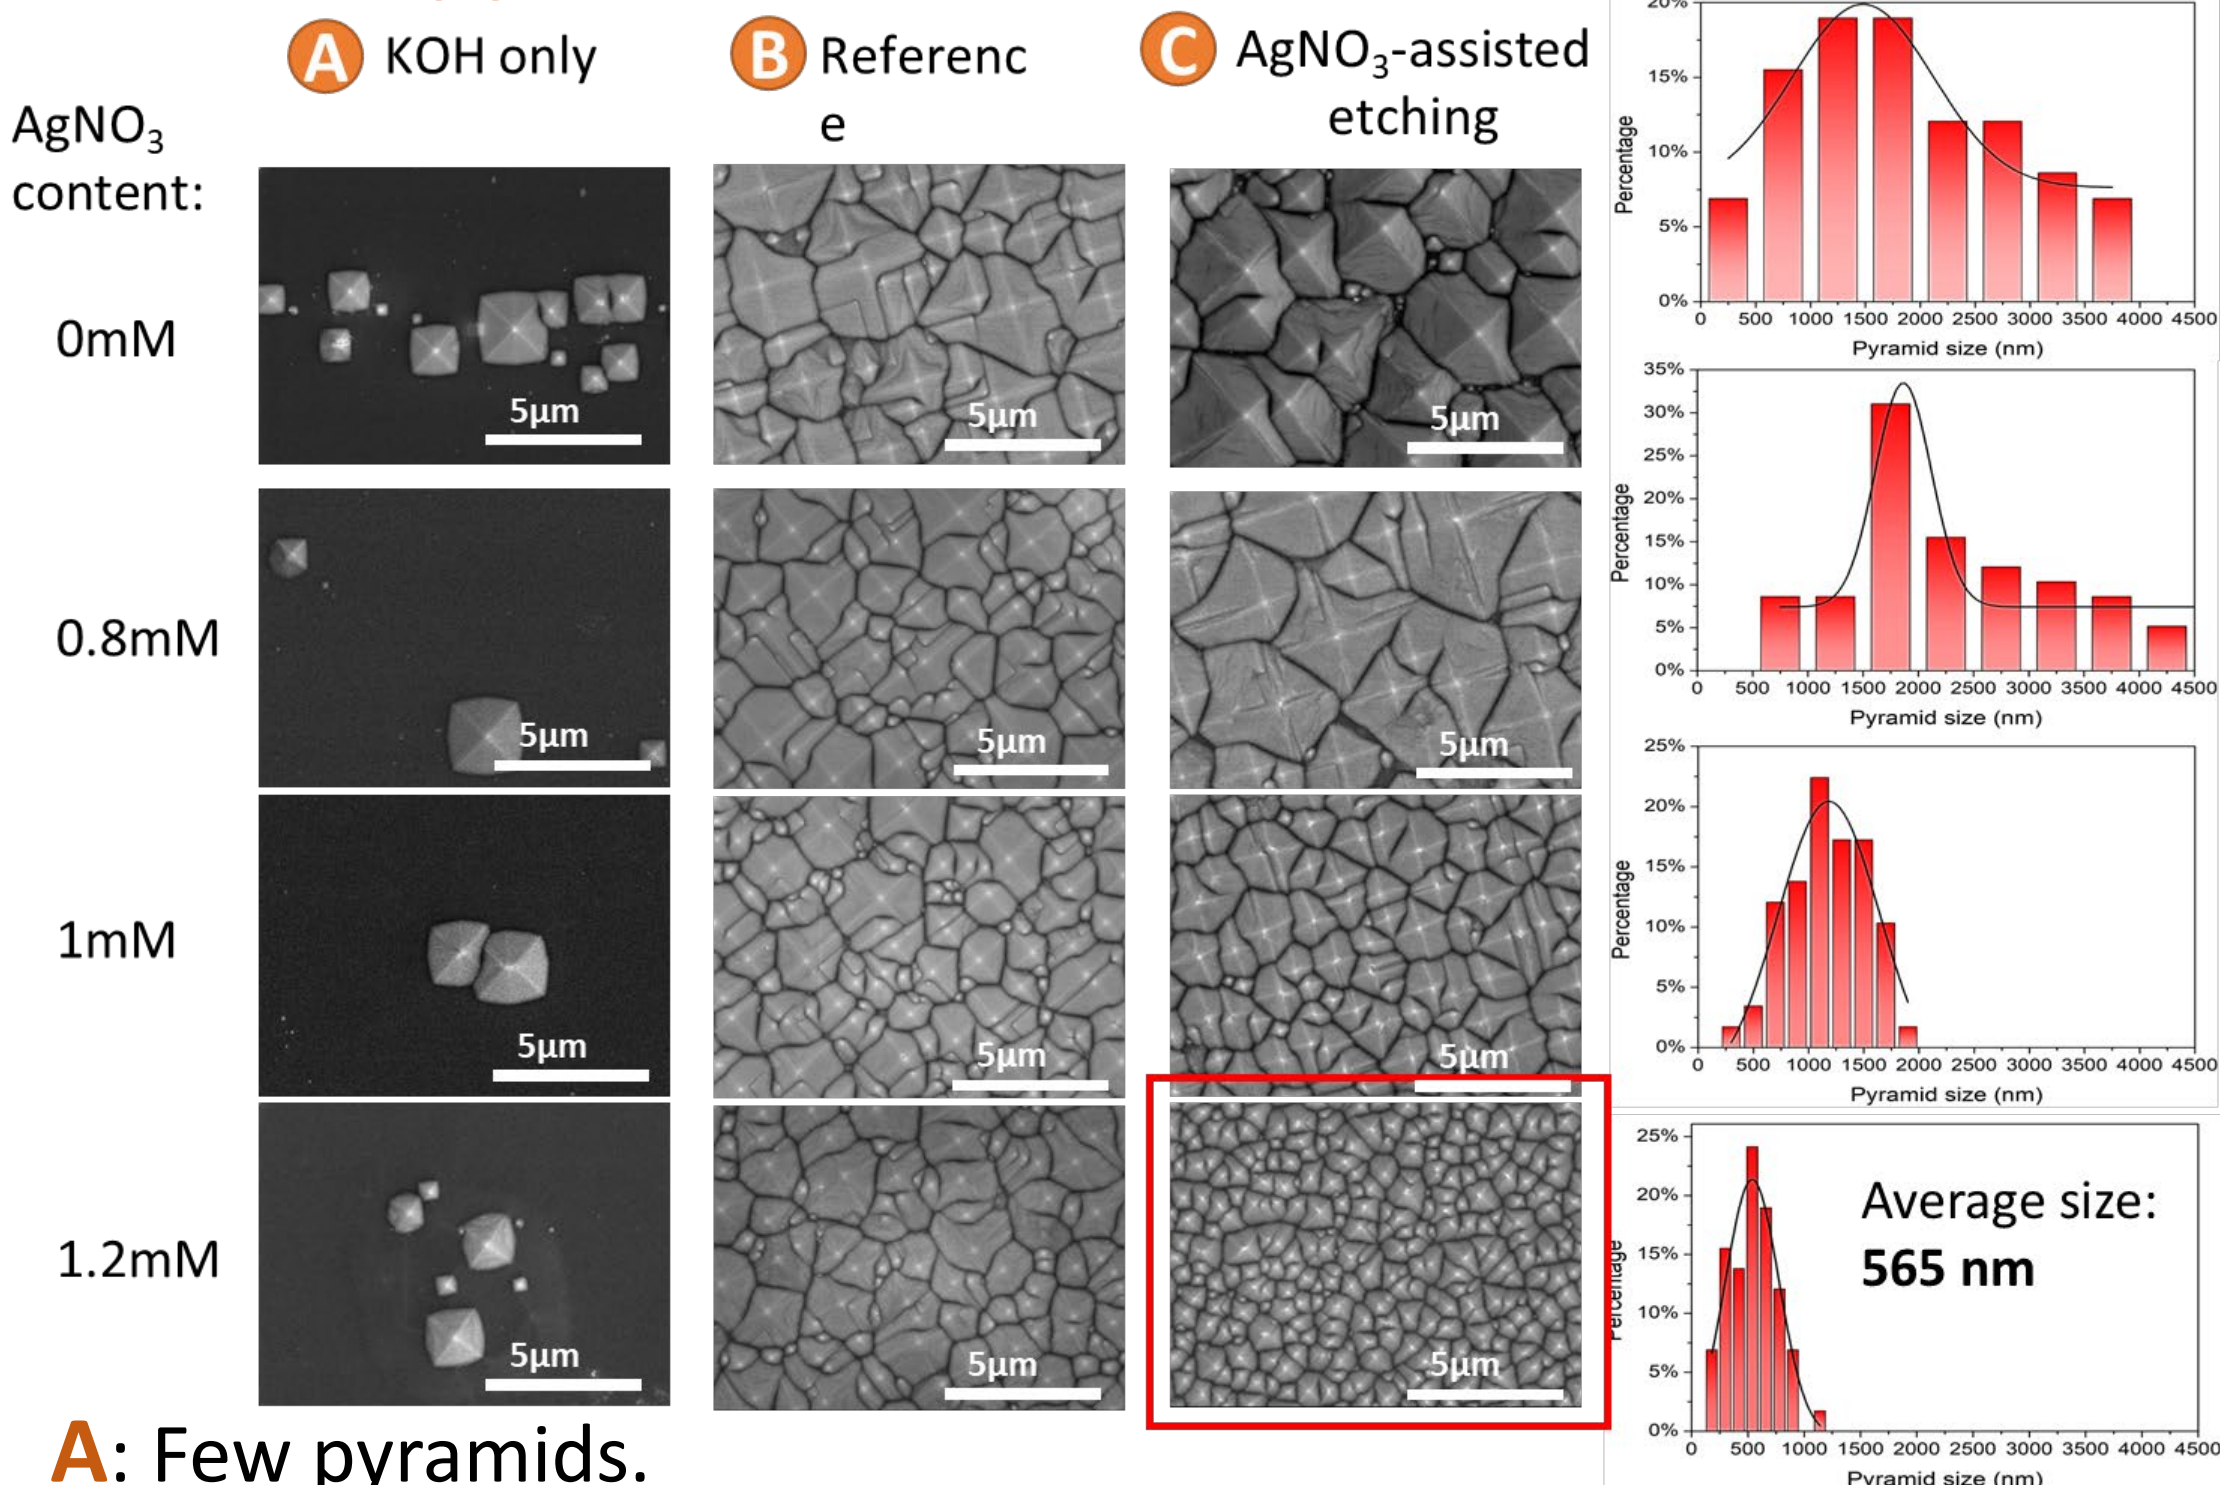 A KOH only
B Referenc
e
C AgNO₃-assisted
etching
AgNO₃
content:
0mM
5µm
5µm
5µm
0.8mM
5µm
5µm
5µm
1mM
5µm
5µm
5µm
1.2mM
5µm
5µm
5µm
A: Few pyramids.
20%
15%
10%
5%
0%
Percentage
0 500 1000 1500 2000 2500 3000 3500 4000 4500
Pyramid size (nm)
35%
30%
25%
20%
15%
10%
5%
0%
Percentage
0 500 1000 1500 2000 2500 3000 3500 4000 4500
Pyramid size (nm)
25%
20%
15%
10%
5%
0%
Percentage
0 500 1000 1500 2000 2500 3000 3500 4000 4500
Pyramid size (nm)
25%
20%
15%
10%
5%
0%
Percentage
Average size:
565 nm
0 500 1000 1500 2000 2500 3000 3500 4000 4500
Pyramid size (nm)